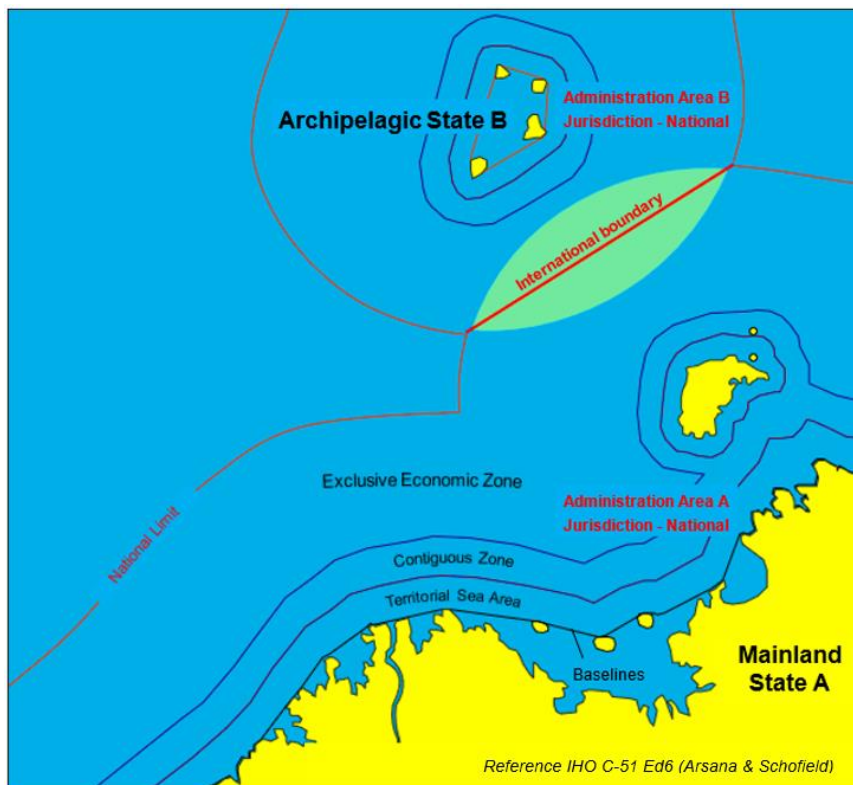 Administration Area B
Jurisdiction - National
Archipelagic State B
International boundary
Exclusive Economic Zone
Administration Area A
Jurisdiction - National
National Limit
Contiguous Zone
Territorial Sea Area
Baselines
Mainland
State A
Reference IHO C-51 Ed6 (Arsana & Schofield)